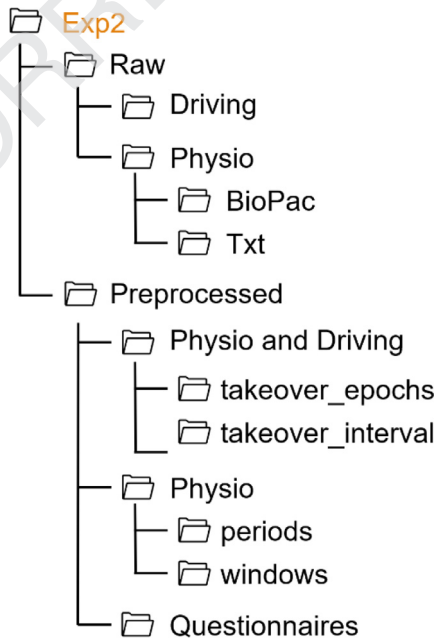 Exp2
Raw
Driving
Physio
BioPac
Txt
Preprocessed
Physio and Driving
takeover_epochs
takeover_interval
Physio
periods
windows
Questionnaires